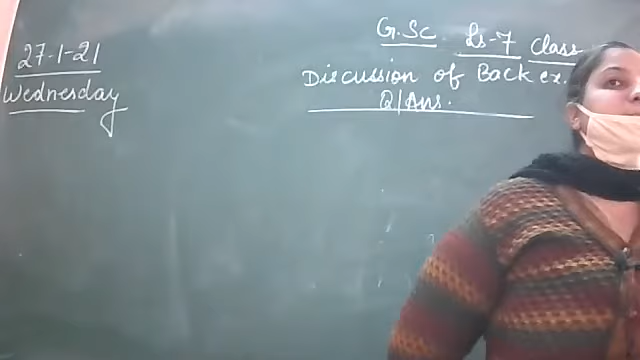 27-1-21
Wednesday
G.Sc Ls-7 Class
Discussion of Back ex.
Q/Ans.